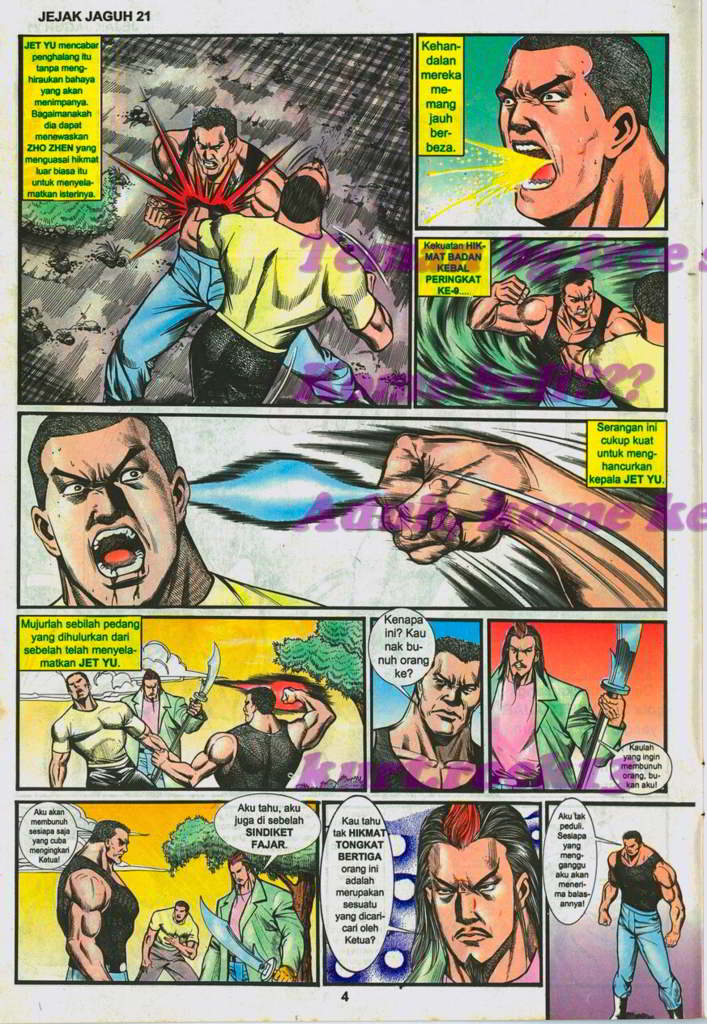 JEJAK JAGUH 21
JET YU mencabar
penghalang itu
tanpa meng-
hiraukan bahaya
yang akan
menimpanya.
Bagaimanakah
dia dapat
menewaskan
ZHO ZHEN yang
menguasai hikmat
luar biasa itu
untuk menyela-
matkan isterinya.
Kehan-
dalan
mereka
me-
mang
jauh
ber-
beza.
Kekuatan HIK-
MAT BADAN
KEBAL
PERINGKAT
KE-9....
Serangan ini
cukup kuat
untuk meng-
hancurkan
kepala JET YU.
Mujurlah sebilah pedang
yang dihulurkan dari
sebelah telah menyela-
matkan JET YU.
Kenapa
ini? Kau
nak bu-
nuh orang
ke?
Kaulah
yang ingin
membunuh
orang, bu-
kan aku!
Aku akan
membunuh
sesiapa saja
yang cuba
mengingkari
Ketua!
Aku tahu, aku
juga di sebelah
SINDIKET
FAJAR.
Kau tahu
tak HIKMAT
TONGKAT
BERTIGA
orang ini
adalah
merupakan
sesuatu
yang dicari-
cari oleh
Ketua?
Aku tak
peduli.
Sesiapa
yang
meng-
ganggu
aku akan
meneri-
ma balas-
annya!
4